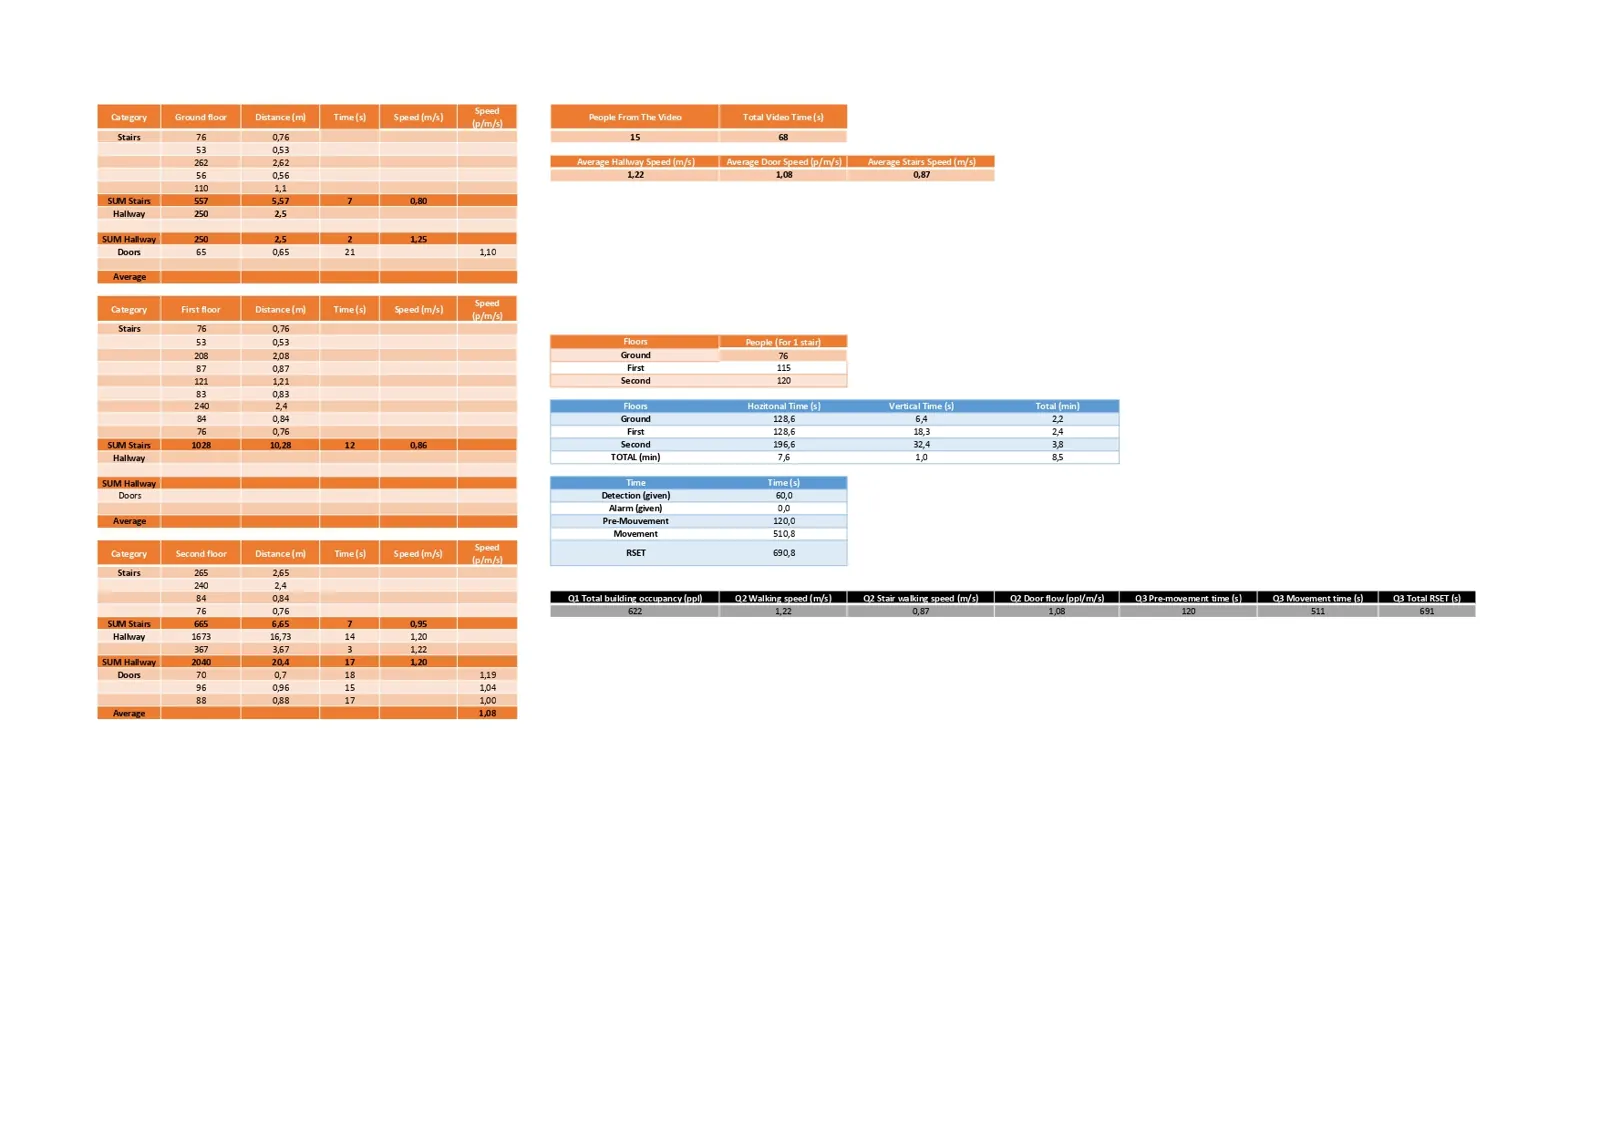 Category Ground floor Distance (m) Time (s) Speed (m/s) Speed (p/m/s)
Stairs 76 0,76
53 0,53
262 2,62
56 0,56
110 1,1
SUM Stairs 557 5,57 7 0,80
Hallway 250 2,5
SUM Hallway 250 2,5 2 1,25
Doors 65 0,65 21 1,10
Average
Category First floor Distance (m) Time (s) Speed (m/s) Speed (p/m/s)
Stairs 76 0,76
53 0,53
208 2,08
87 0,87
121 1,21
83 0,83
240 2,4
84 0,84
76 0,76
SUM Stairs 1028 10,28 12 0,86
Hallway
SUM Hallway
Doors
Average
Category Second floor Distance (m) Time (s) Speed (m/s) Speed (p/m/s)
Stairs 265 2,65
240 2,4
84 0,84
76 0,76
SUM Stairs 665 6,65 7 0,95
Hallway 1673 16,73 14 1,20
367 3,67 3 1,22
SUM Hallway 2040 20,4 17 1,20
Doors 70 0,7 18 1,19
96 0,96 15 1,04
88 0,88 17 1,00
Average 1,08
People From The Video Total Video Time (s)
15 68
Average Hallway Speed (m/s) Average Door Speed (p/m/s) Average Stairs Speed (m/s)
1,22 1,08 0,87
Floors People (For 1 stair)
Ground 76
First 115
Second 120
Floors Hozitonal Time (s) Vertical Time (s) Total (min)
Ground 128,6 6,4 2,2
First 128,6 18,3 2,4
Second 196,6 32,4 3,8
TOTAL (min) 7,6 1,0 8,5
Time Time (s)
Detection (given) 60,0
Alarm (given) 0,0
Pre-Mouvement 120,0
Movement 510,8
RSET 690,8
Q1 Total building occupancy (ppl) Q2 Walking speed (m/s) Q2 Stair walking speed (m/s) Q2 Door flow (ppl/m/s) Q3 Pre-movement time (s) Q3 Movement time (s) Q3 Total RSET (s)
622 1,22 0,87 1,08 120 511 691